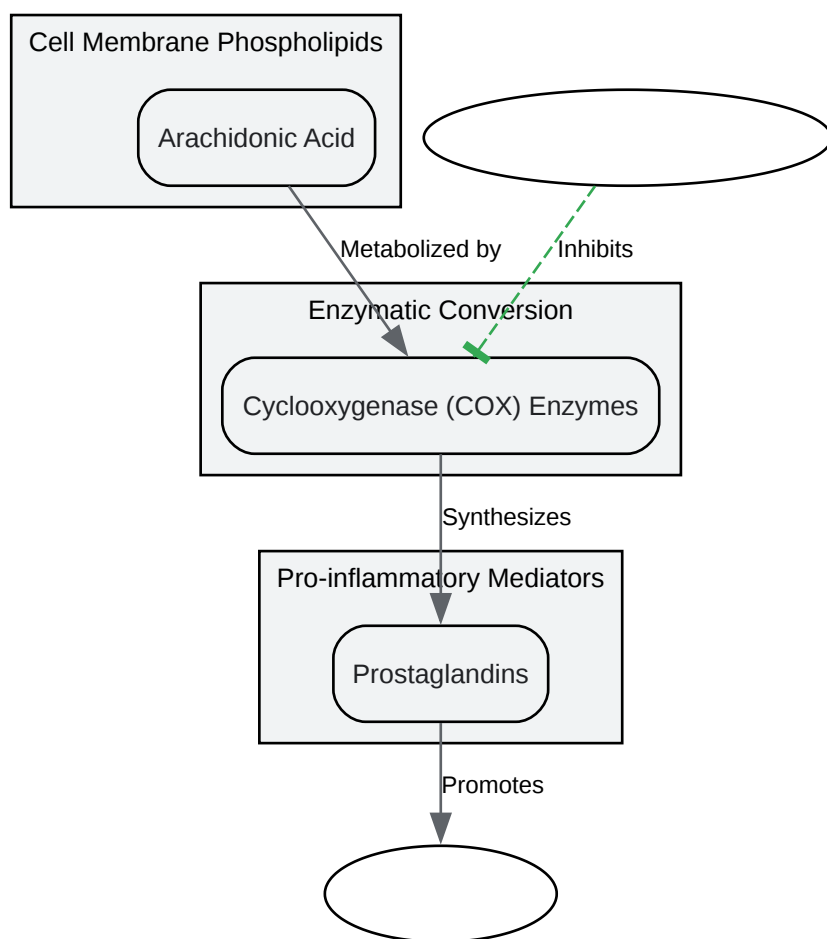 Cell Membrane Phospholipids
Arachidonic Acid
Metabolized by
Inhibits
Enzymatic Conversion
Cyclooxygenase (COX) Enzymes
Synthesizes
Pro-inflammatory Mediators
Prostaglandins
Promotes